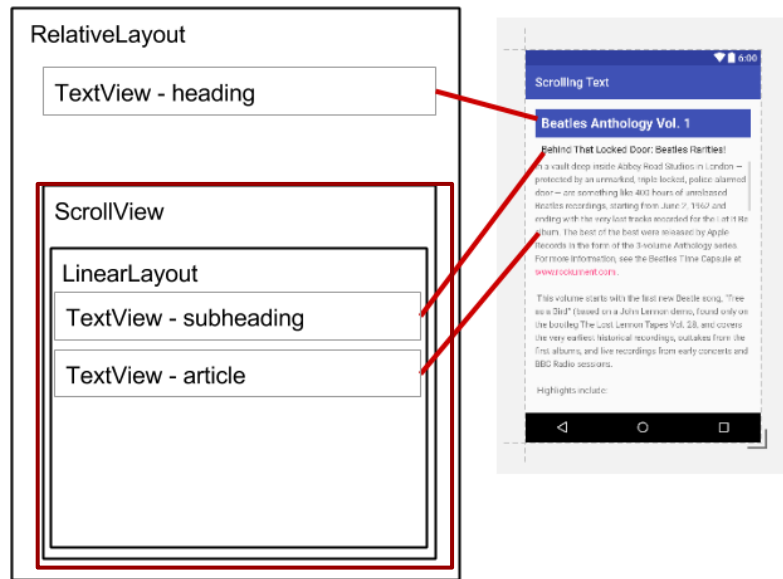 RelativeLayout
TextView - heading
ScrollView
LinearLayout
TextView - subheading
TextView - article
6:00
Scrolling Text
Beatles Anthology Vol. 1
Behind That Locked Door: Beatles Rarities!
In a vault deep inside Abbey Road Studios in London —
protected by an unmarked, triple locked, police alarmed
door — are something like 400 hours of unreleased
Beatles recordings, starting from June 2, 1962 and
ending with the very last tracks recorded for the Let It Be
album. The best of the best were released by Apple
Records in the form of the 3-volume Anthology series.
For more information, see the Beatles Time Capsule at
www.rockument.com.
This volume starts with the first new Beatle song, "Free
as a Bird" (based on a John Lennon demo, found only on
the bootleg The Lost Lennon Tapes Vol. 28, and covers
the very earliest historical recordings, outtakes from the
first albums, and live recordings from early concerts and
BBC Radio sessions.
Highlights include: